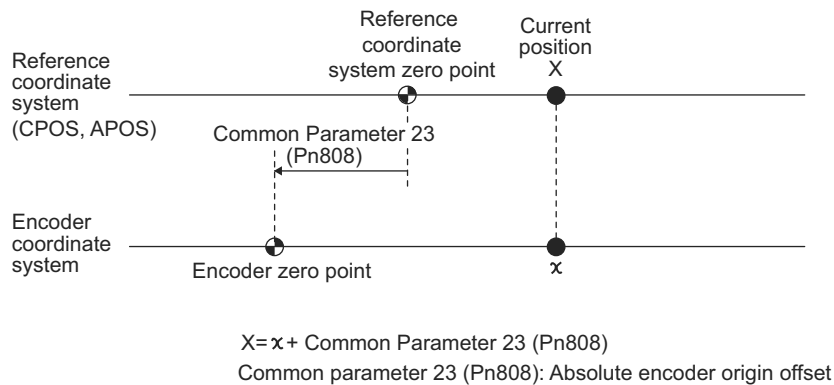 Reference
coordinate
system zero point
Current
position
X
Reference
coordinate
system
(CPOS, APOS)
Common Parameter 23
(Pn808)
Encoder
coordinate
system
Encoder zero point
x
X= x + Common Parameter 23 (Pn808)
Common parameter 23 (Pn808): Absolute encoder origin offset